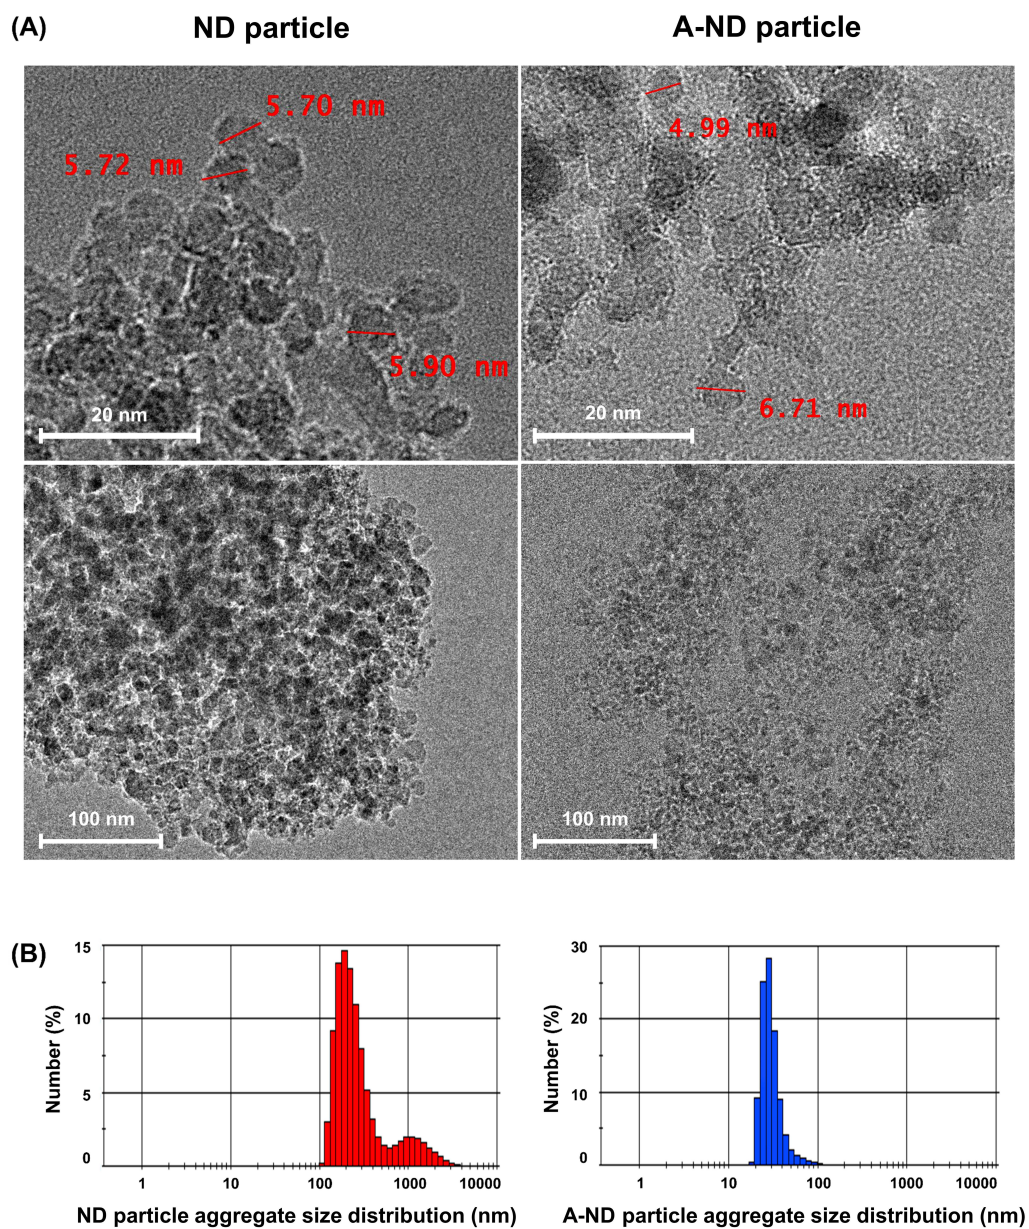 (A)
ND particle
A-ND particle
5.70 nm
5.72 nm
5.90 nm
20 nm
4.99 nm
6.71 nm
20 nm
100 nm
100 nm
(B)
Number (%)
15
10
5
0
1
10
100
1000
10000
ND particle aggregate size distribution (nm)
Number (%)
30
20
10
0
1
10
100
1000
10000
A-ND particle aggregate size distribution (nm)